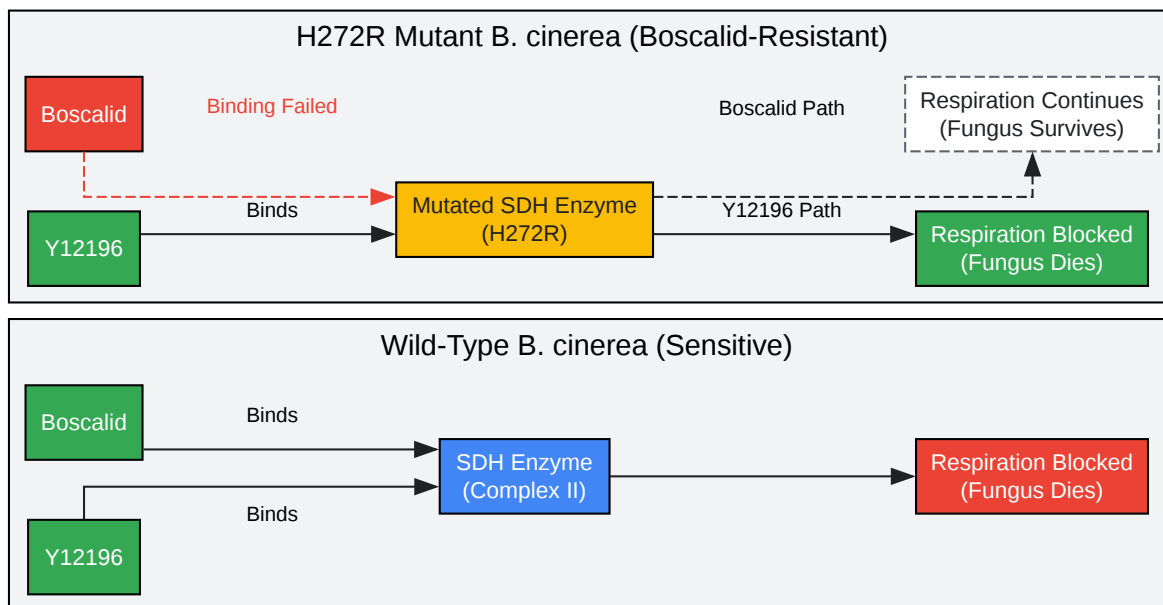 H272R Mutant B. cinerea (Boscalid-Resistant)
Boscalid
Binding Failed
Boscalid Path
Respiration Continues
(Fungus Survives)
Y12196
Binds
Mutated SDH Enzyme
(H272R)
Y12196 Path
Respiration Blocked
(Fungus Dies)
Wild-Type B. cinerea (Sensitive)
Boscalid
Binds
SDH Enzyme
(Complex II)
Respiration Blocked
(Fungus Dies)
Binds
Y12196